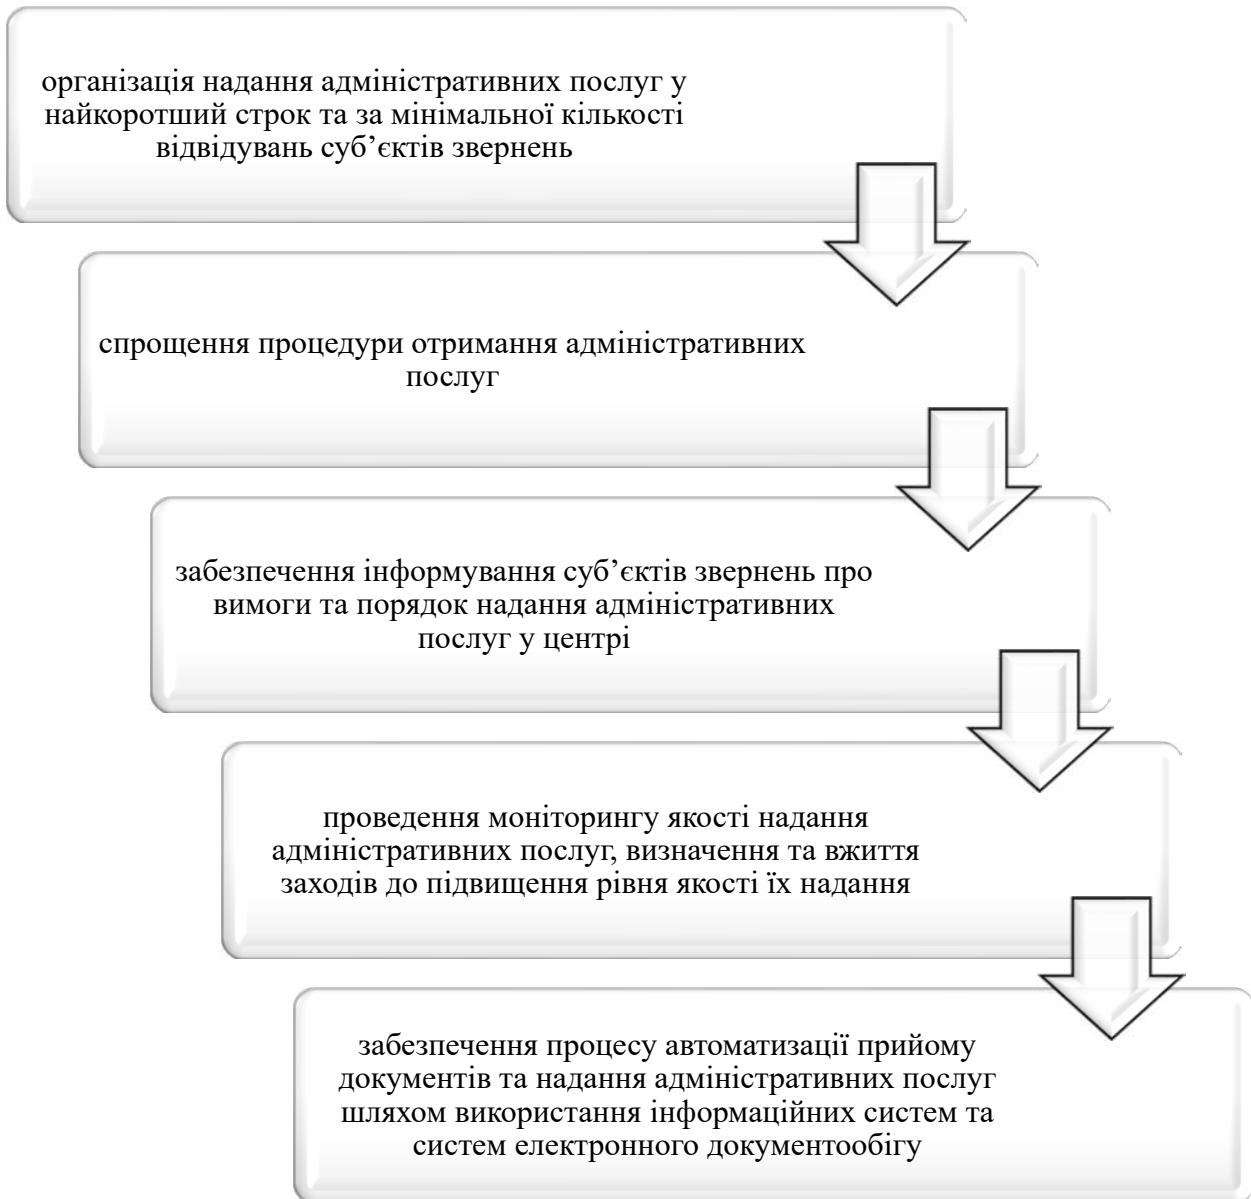 організація надання адміністративних послуг у
найкоротший строк та за мінімальної кількості
відвідувань суб’єктів звернень
спрощення процедури отримання адміністративних
послуг
забезпечення інформування суб’єктів звернень про
вимоги та порядок надання адміністративних
послуг у центрі
проведення моніторингу якості надання
адміністративних послуг, визначення та вжиття
заходів до підвищення рівня якості їх надання
забезпечення процесу автоматизації прийому
документів та надання адміністративних послуг
шляхом використання інформаційних систем та
систем електронного документообігу